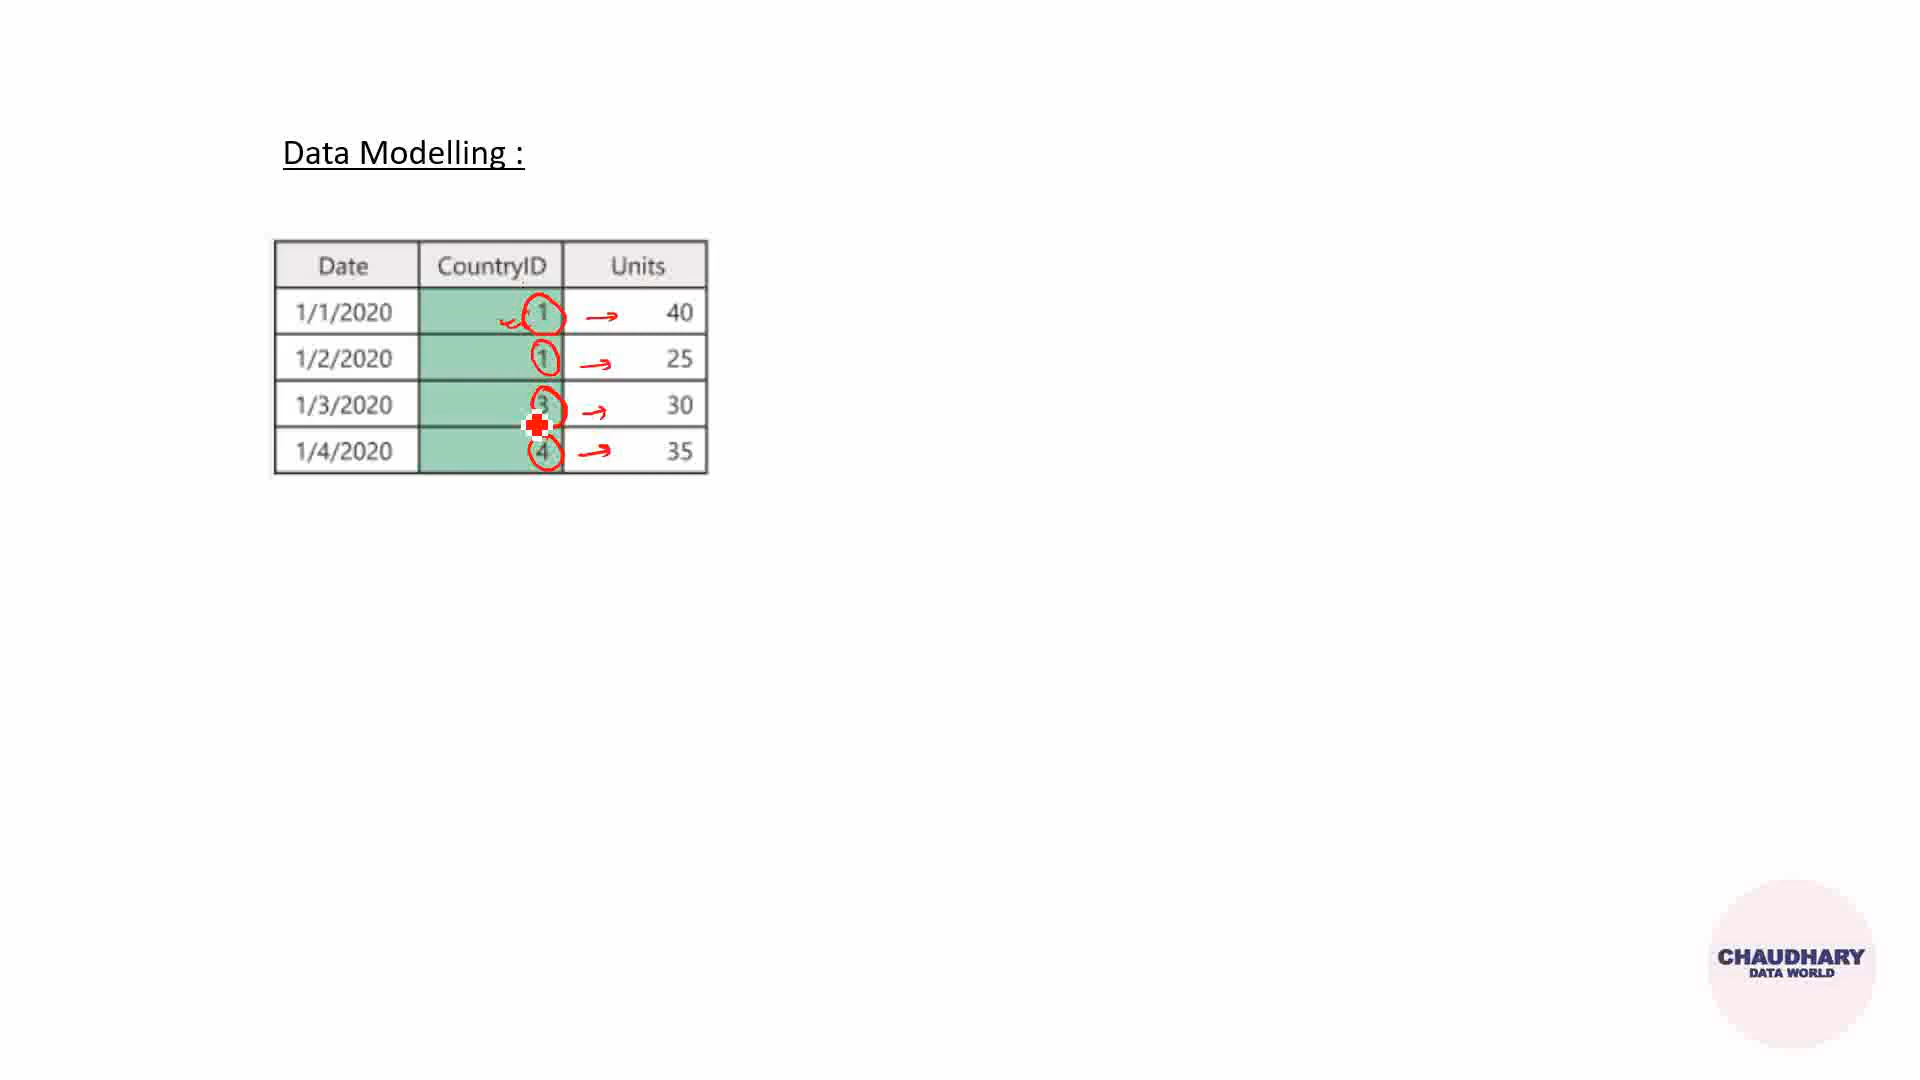 Data Modelling :
Date CountryID Units
1/1/2020 1 40
1/2/2020 1 25
1/3/2020 3 30
1/4/2020 4 35
CHAUDHARY
DATA WORLD